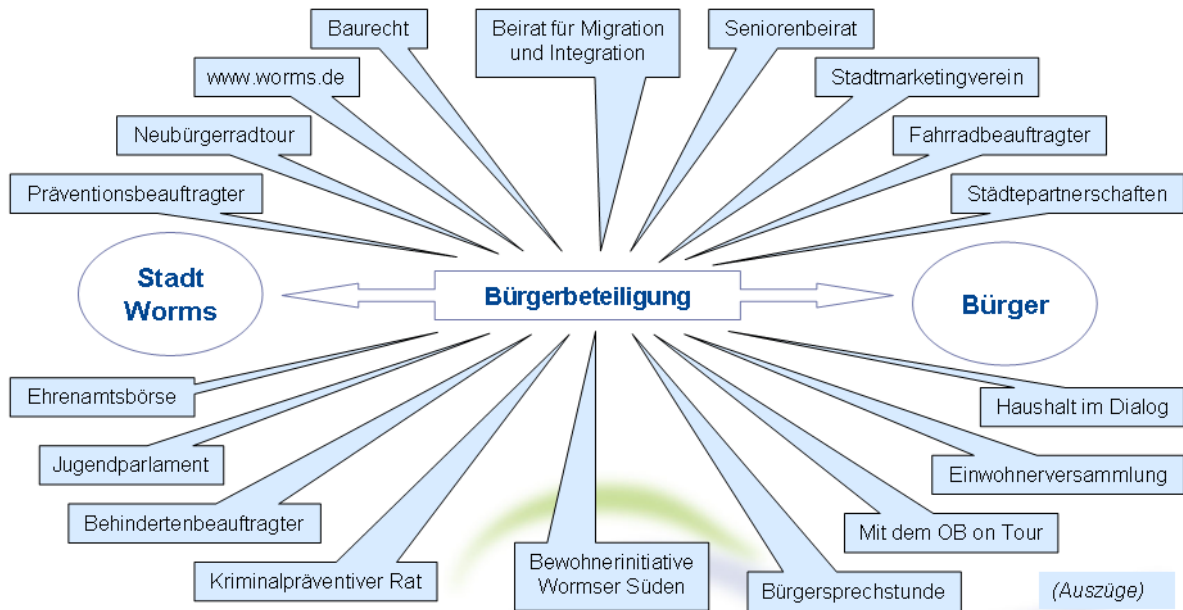 Baurecht
Beirat für Migration
und Integration
Seniorenbeirat
www.worms.de
Stadtmarketingverein
Neubürgerradtour
Fahrradbeauftragter
Präventionsbeauftragter
Städtepartnerschaften
Stadt
Worms
Bürgerbeteiligung
Bürger
Ehrenamtsbörse
Haushalt im Dialog
Jugendparlament
Einwohnerversammlung
Behindertenbeauftragter
Mit dem OB on Tour
Kriminalpräventiver Rat
Bewohnerinitiative
Wormser Süden
Bürgersprechstunde
(Auszüge)